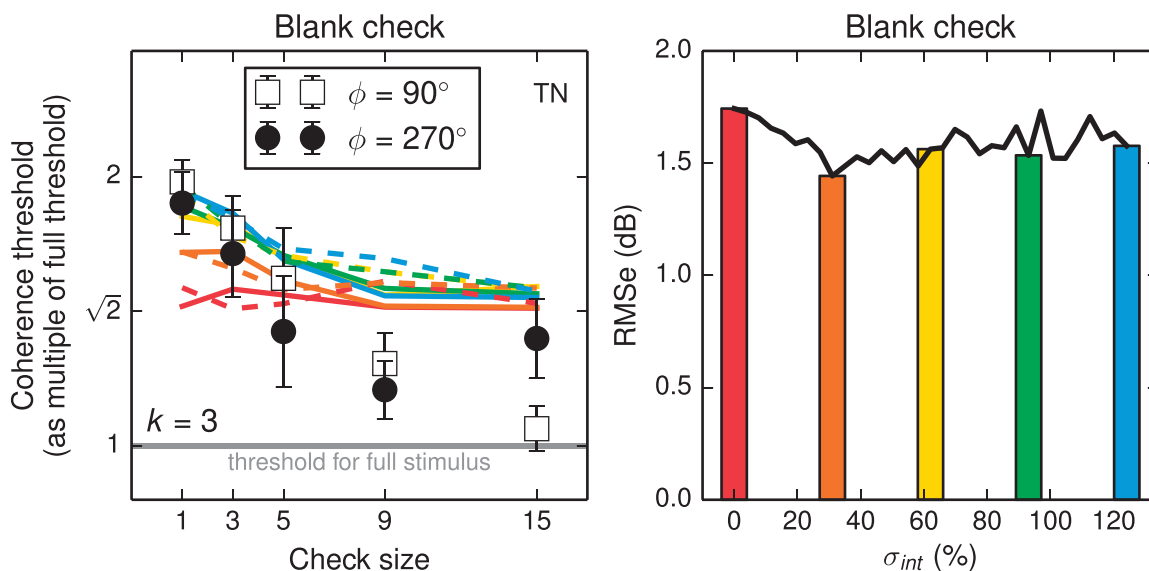 Blank check
Coherence threshold
(as multiple of full threshold)
2
√2
1
ϕ = 90°
ϕ = 270°
TN
k = 3
threshold for full stimulus
1 3 5 9 15
Check size
Blank check
RMSe (dB)
2.0
1.5
1.0
0.5
0.0
0 20 40 60 80 100 120
σint (%)